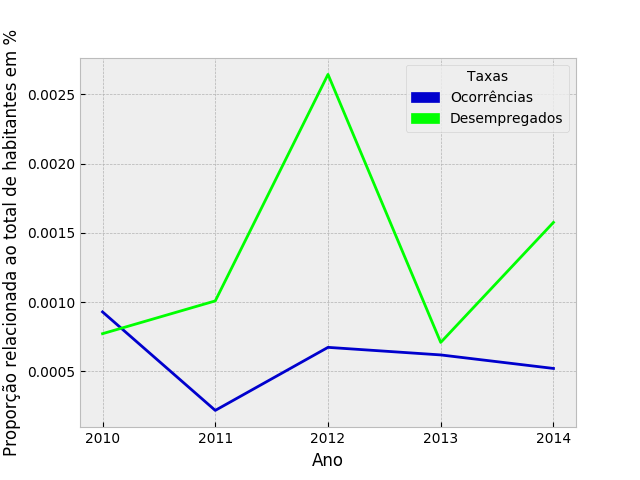 Proporção relacionada ao total de habitantes em %
Taxas
Ocorrências
Desempregados
0.0025
0.0020
0.0015
0.0010
0.0005
2010 2011 2012 2013 2014
Ano